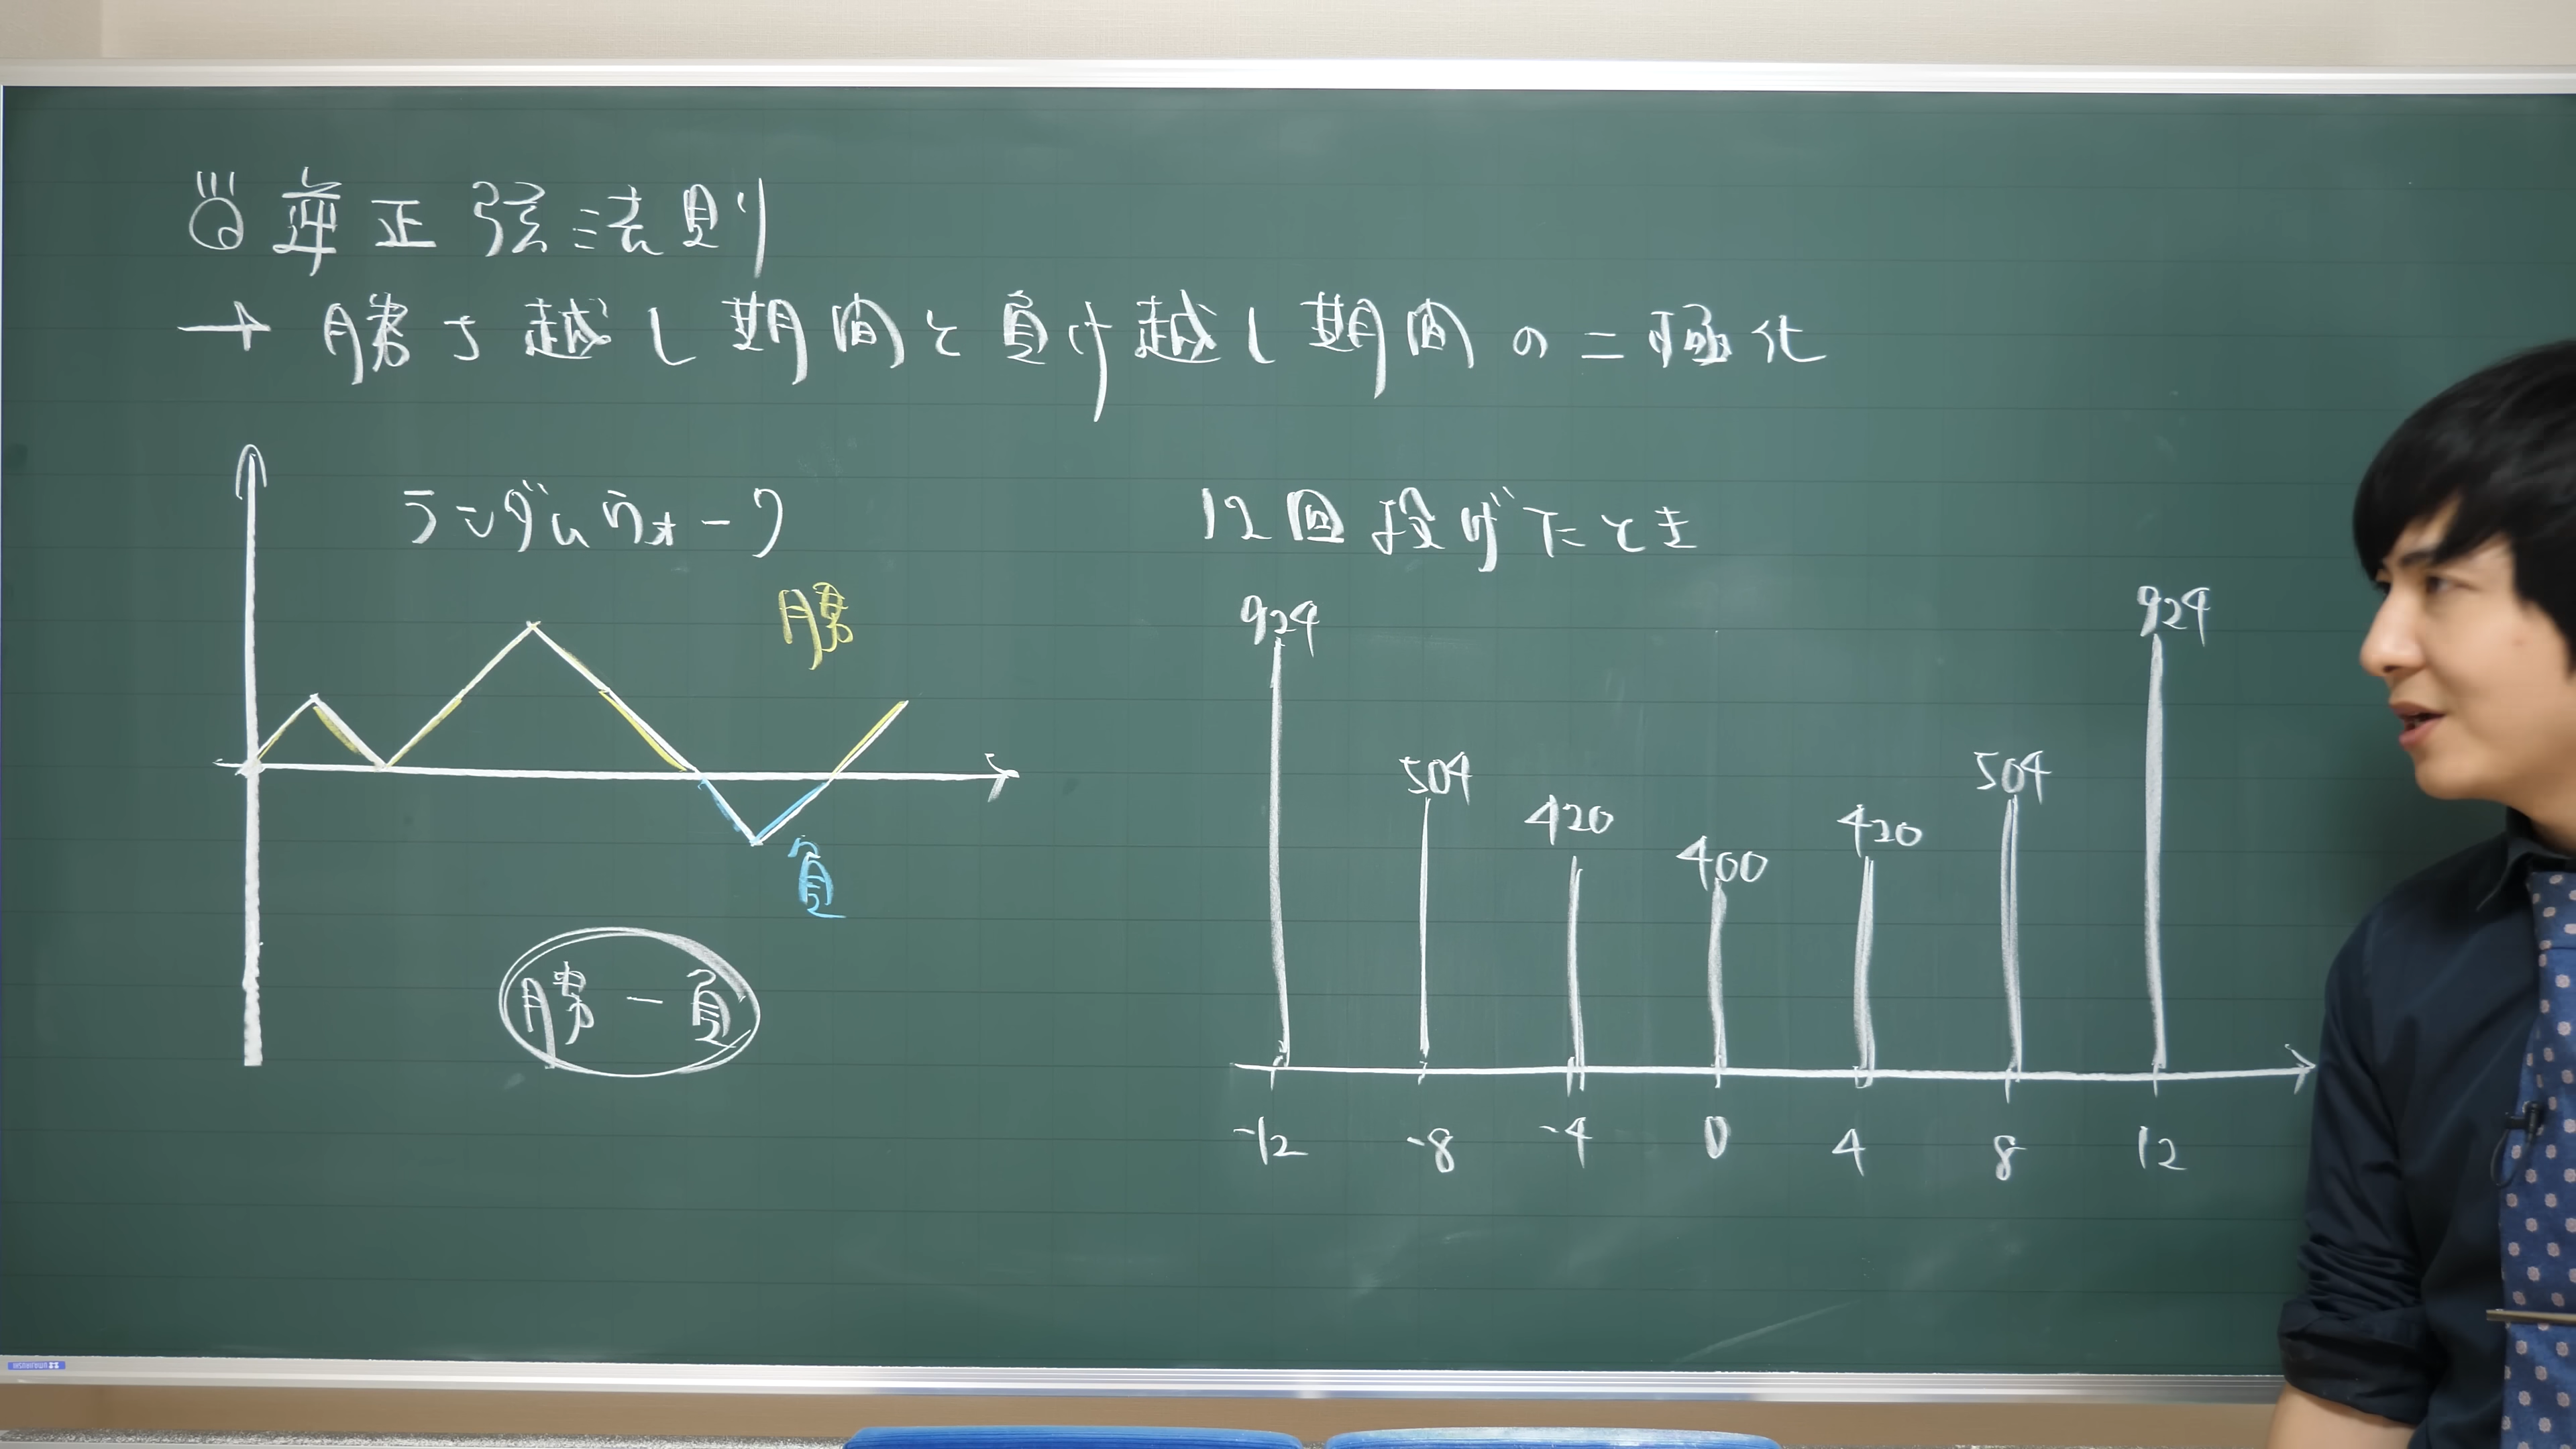 逆正弦法則
→ 勝ち越し期間と負け越し期間の二極化
ランダムウォーク
勝
負
勝 − 負
12回投げたとき
924
504
420
400
420
504
924
-12 -8 -4 0 4 8 12